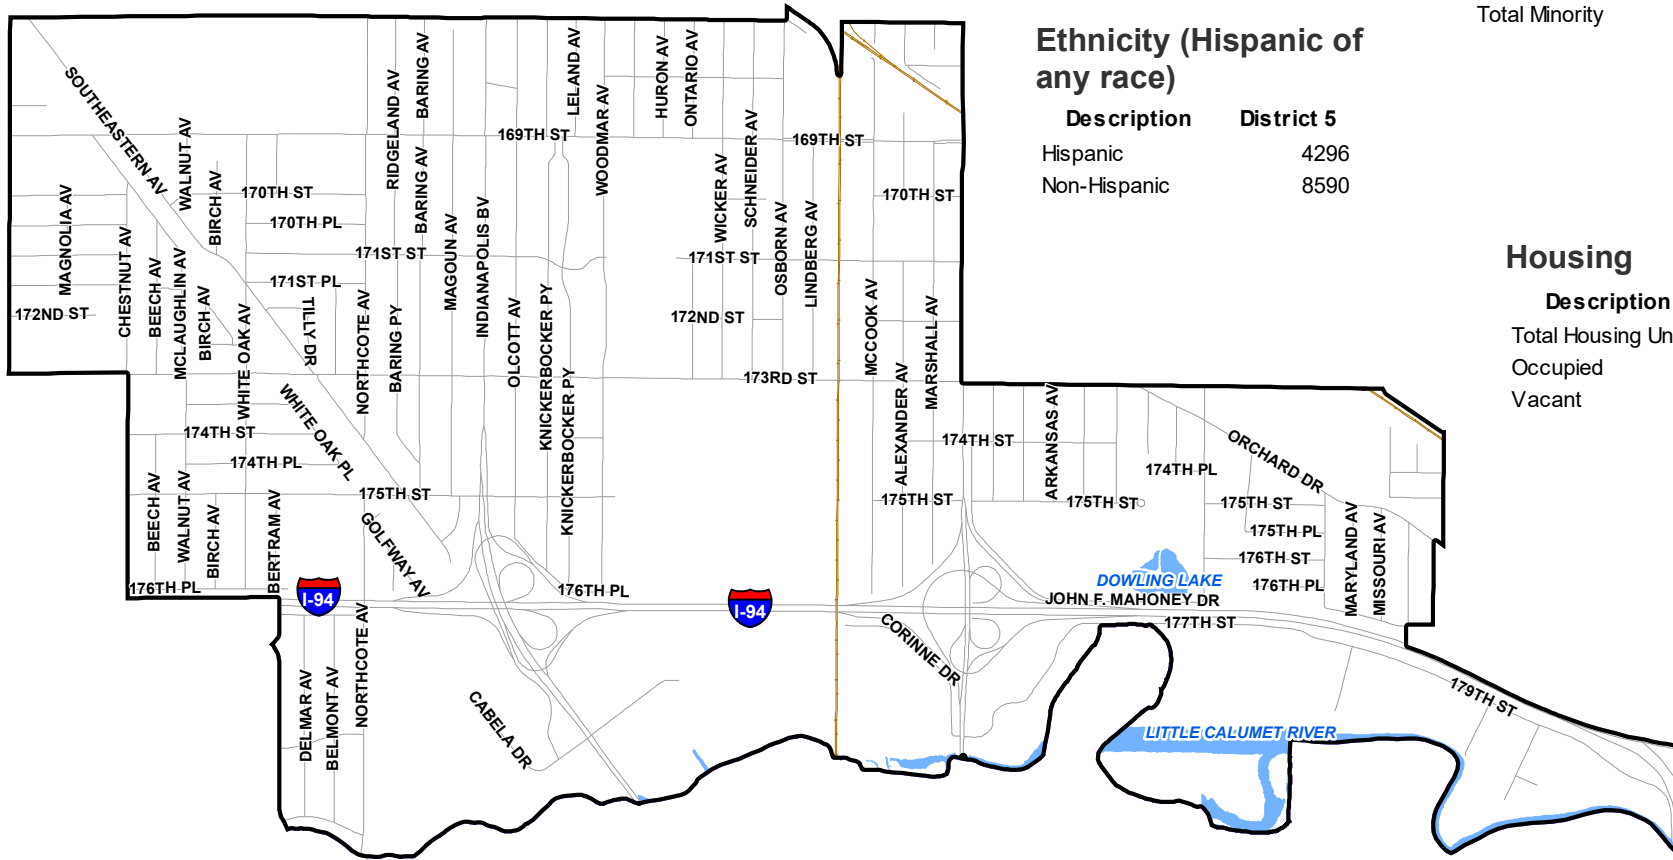 Total Minority
Ethnicity (Hispanic of
any race)
Description District 5
Hispanic 4296
Non-Hispanic 8590
Housing
Description
Total Housing Un
Occupied
Vacant
SOUTHEASTERN AV
WALNUT AV
BIRCH AV
MAGNOLIA AV
CHESTNUT AV
BEECH AV
MCLAUGHLIN AV
BIRCH AV
WHITE OAK AV
TILLY DR
NORTHCOTE AV
RIDGELAND AV
BARING AV
BARING AV
BARING PY
MAGOUN AV
INDIANAPOLIS BV
OLCOTT AV
LELAND AV
WOODMAR AV
KNICKERBOCKER PY
KNICKERBOCKER PY
HURON AV
ONTARIO AV
WICKER AV
SCHNEIDER AV
OSBORN AV
LINDBERG AV
MCCOOK AV
ALEXANDER AV
MARSHALL AV
ARKANSAS AV
169TH ST
169TH ST
170TH ST
170TH ST
170TH PL
171ST ST
171ST ST
171ST PL
172ND ST
172ND ST
173RD ST
WHITE OAK PL
174TH ST
174TH ST
174TH PL
174TH PL
ORCHARD DR
175TH ST
175TH ST
175TH ST
175TH ST
175TH PL
BEECH AV
WALNUT AV
BIRCH AV
BERTRAM AV
GOLFWAY AV
MARYLAND AV
MISSOURI AV
176TH ST
176TH PL
176TH PL
176TH PL
I-94
I-94
DOWLING LAKE
JOHN F. MAHONEY DR
177TH ST
CORINNE DR
NORTHCOTE AV
DELMAR AV
BELMONT AV
CABELA DR
179TH ST
LITTLE CALUMET RIVER